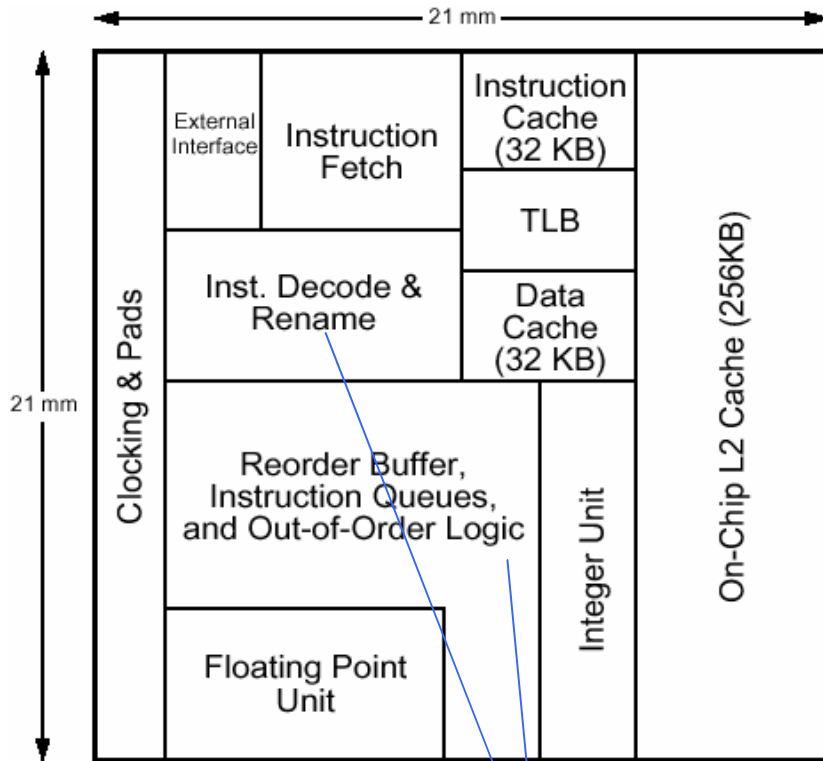 21 mm
External
Interface
Instruction
Fetch
Instruction
Cache
(32 KB)
TLB
Inst. Decode &
Rename
Data
Cache
(32 KB)
21 mm
Clocking & Pads
Reorder Buffer,
Instruction Queues,
and Out-of-Order Logic
Integer Unit
On-Chip L2 Cache (256KB)
Floating Point
Unit